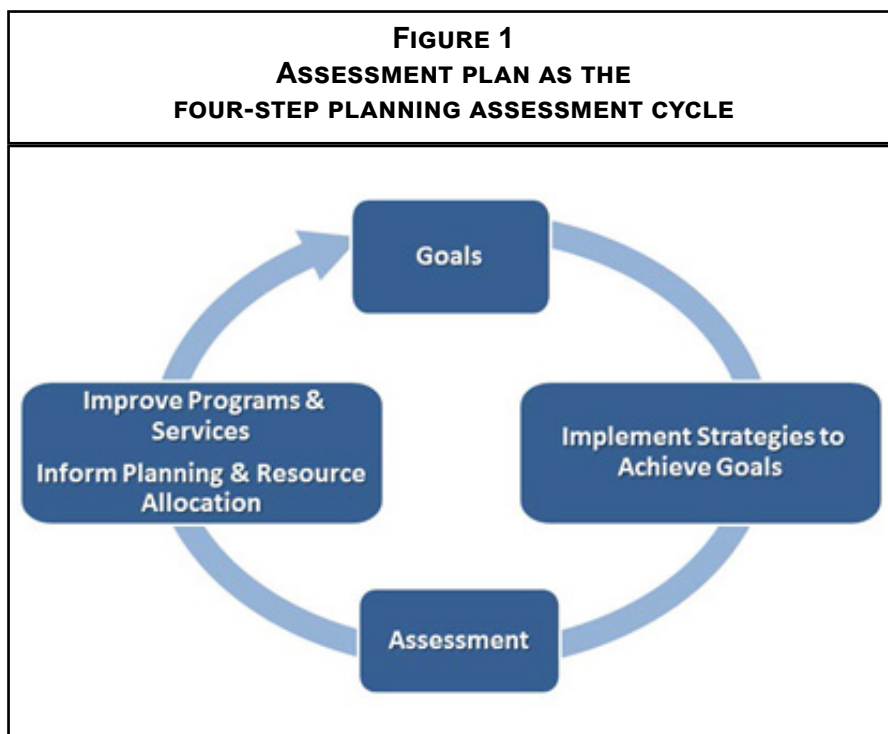 FIGURE 1
ASSESSMENT PLAN AS THE
FOUR-STEP PLANNING ASSESSMENT CYCLE
Goals
Implement Strategies to
Achieve Goals
Assessment
Improve Programs &
Services
Inform Planning & Resource
Allocation